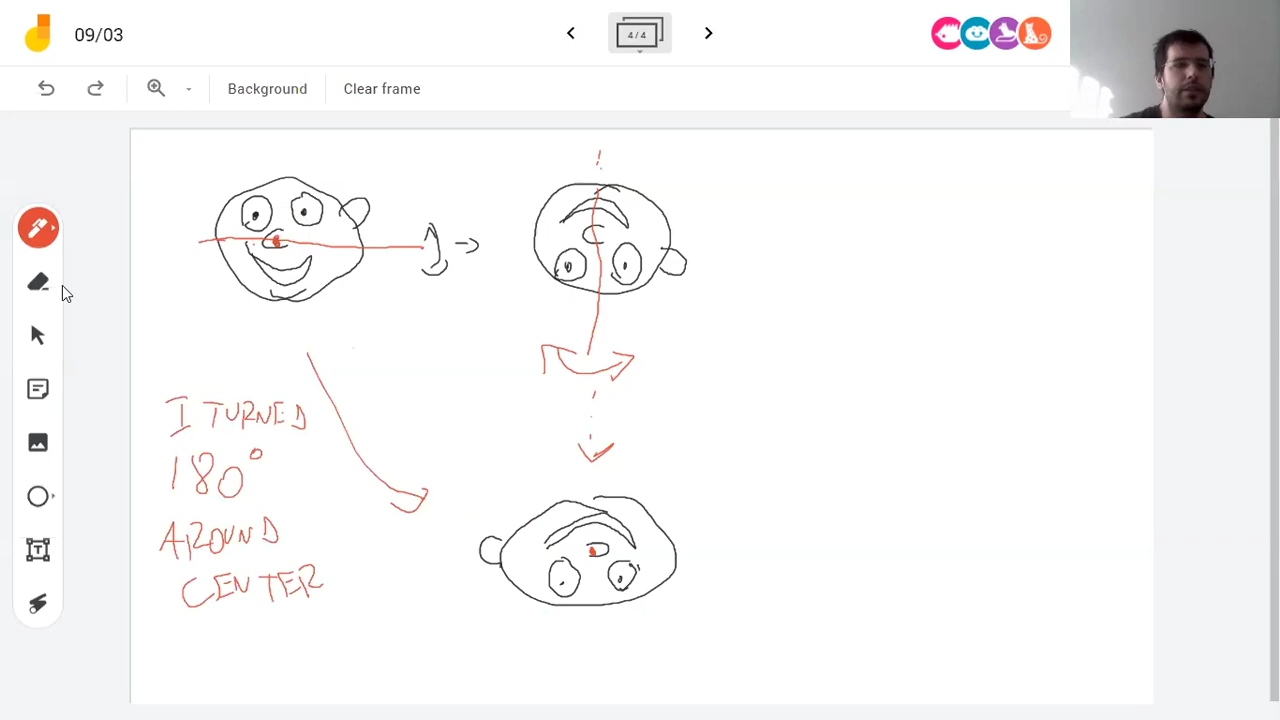 09/03
4/4
Background
Clear frame
I TURNED
180°
AROUND
CENTER
T